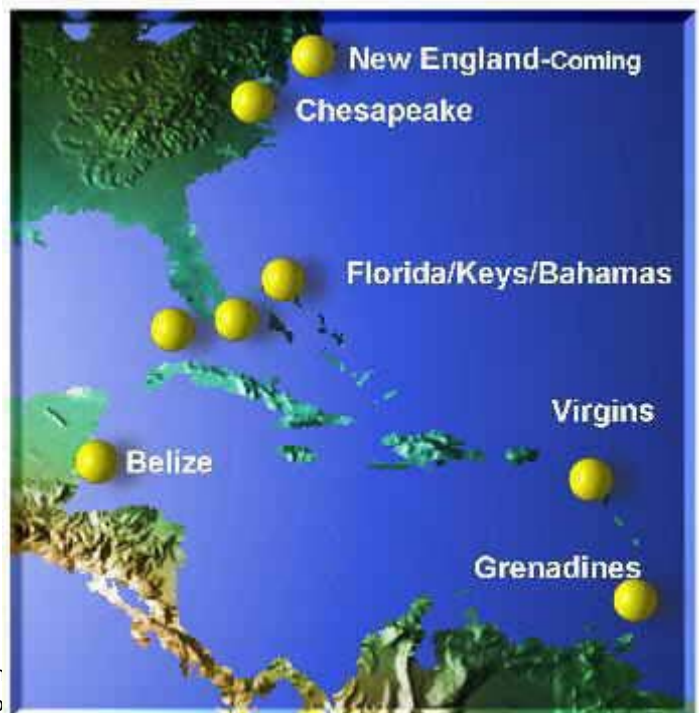 New England-Coming
Chesapeake
Florida/Keys/Bahamas
Virgins
Belize
Grenadines